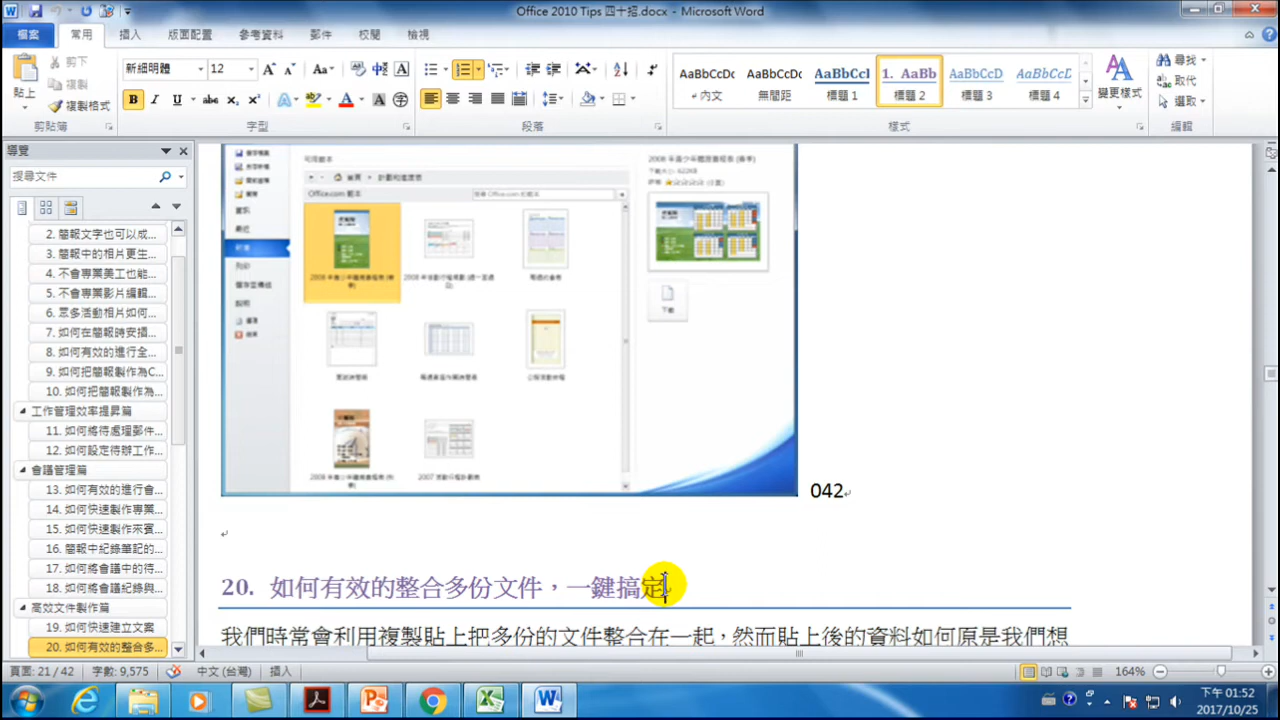 Office 2010 Tips 四十招.docx - Microsoft Word
檔案 常用 插入 版面配置 參考資料 郵件 校閱 檢視
貼上 剪下 複製 複製格式 剪貼簿
新細明體 12 字型
段落
AaBbCcDc 內文
AaBbCcDc 無間距
AaBbCcI 標題 1
1. AaBb 標題 2
AaBbCcD 標題 3
AaBbCcD 標題 4
變更樣式 樣式
尋找 取代 選取 編輯
導覽
搜尋文件
2. 簡報文字也可以成...
3. 簡報中的相片更生...
4. 不會專業美工也能...
5. 不會專業影片編輯...
6. 眾多活動相片如何...
7. 如何在簡報時安插...
8. 如何有效的進行全...
9. 如何把簡報製作為C...
10. 如何把簡報製作為...
工作管理效率提昇篇
11. 如何將待處理郵件...
12. 如何設定待辦工作...
會議管理篇
13. 如何有效的進行會...
14. 如何快速製作專業...
15. 如何快速製作來賓...
16. 簡報中紀錄筆記的...
17. 如何將會議中的待...
18. 如何將會議紀錄與...
高效文件製作篇
19. 如何快速建立文案
20. 如何有效的整合多...
Office.com 範本
042
20. 如何有效的整合多份文件，一鍵搞定
我們時常會利用複製貼上把多份的文件整合在一起，然而貼上後的資料如何原是我們想
頁面: 21 / 42 字數: 9,575 中文 (台灣) 插入 164%
下午 01:52
2017/10/25